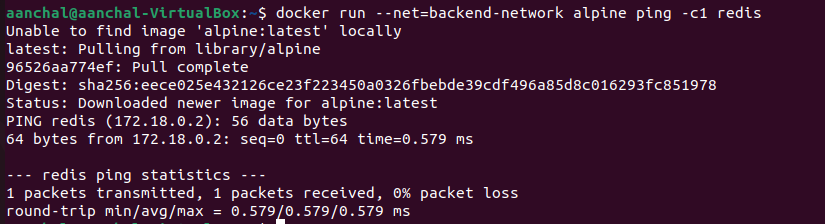 aanchal@aanchal-VirtualBox:~$ docker run --net=backend-network alpine ping -c1 redis
Unable to find image 'alpine:latest' locally
latest: Pulling from library/alpine
96526aa774ef: Pull complete
Digest: sha256:eece025e432126ce23f223450a0326fbebde39cdf496a85d8c016293fc851978
Status: Downloaded newer image for alpine:latest
PING redis (172.18.0.2): 56 data bytes
64 bytes from 172.18.0.2: seq=0 ttl=64 time=0.579 ms

--- redis ping statistics ---
1 packets transmitted, 1 packets received, 0% packet loss
round-trip min/avg/max = 0.579/0.579/0.579 ms